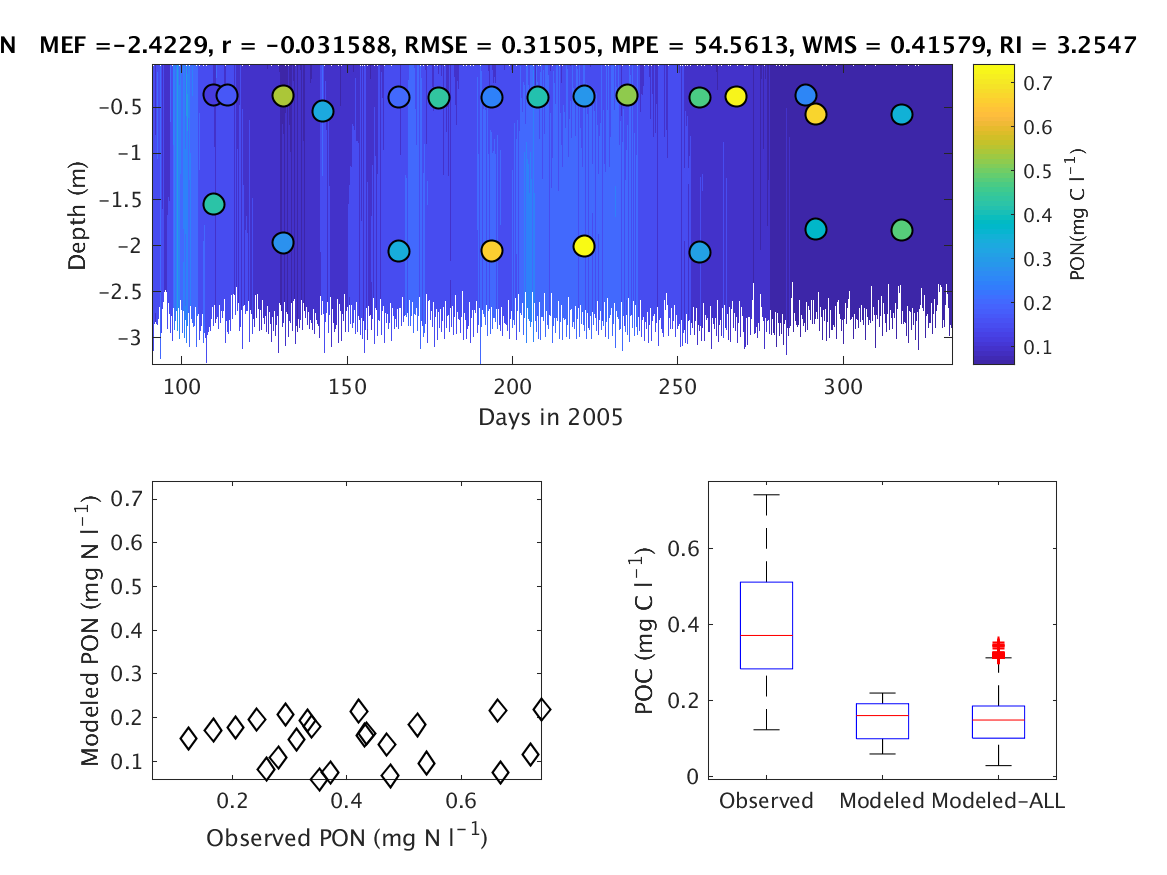 N MEF =-2.4229, r = -0.031588, RMSE = 0.31505, MPE = 54.5613, WMS = 0.41579, RI = 3.2547
-0.5
-1
-1.5
-2
-2.5
-3
Depth (m)
100 150 200 250 300
Days in 2005
0.7
0.6
0.5
0.4
0.3
0.2
0.1
PON(mg C l⁻¹)
0.7
0.6
0.5
0.4
0.3
0.2
0.1
Modeled PON (mg N l⁻¹)
0.2 0.4 0.6
Observed PON (mg N l⁻¹)
0.6
0.4
0.2
0
POC (mg C l⁻¹)
Observed Modeled Modeled-ALL